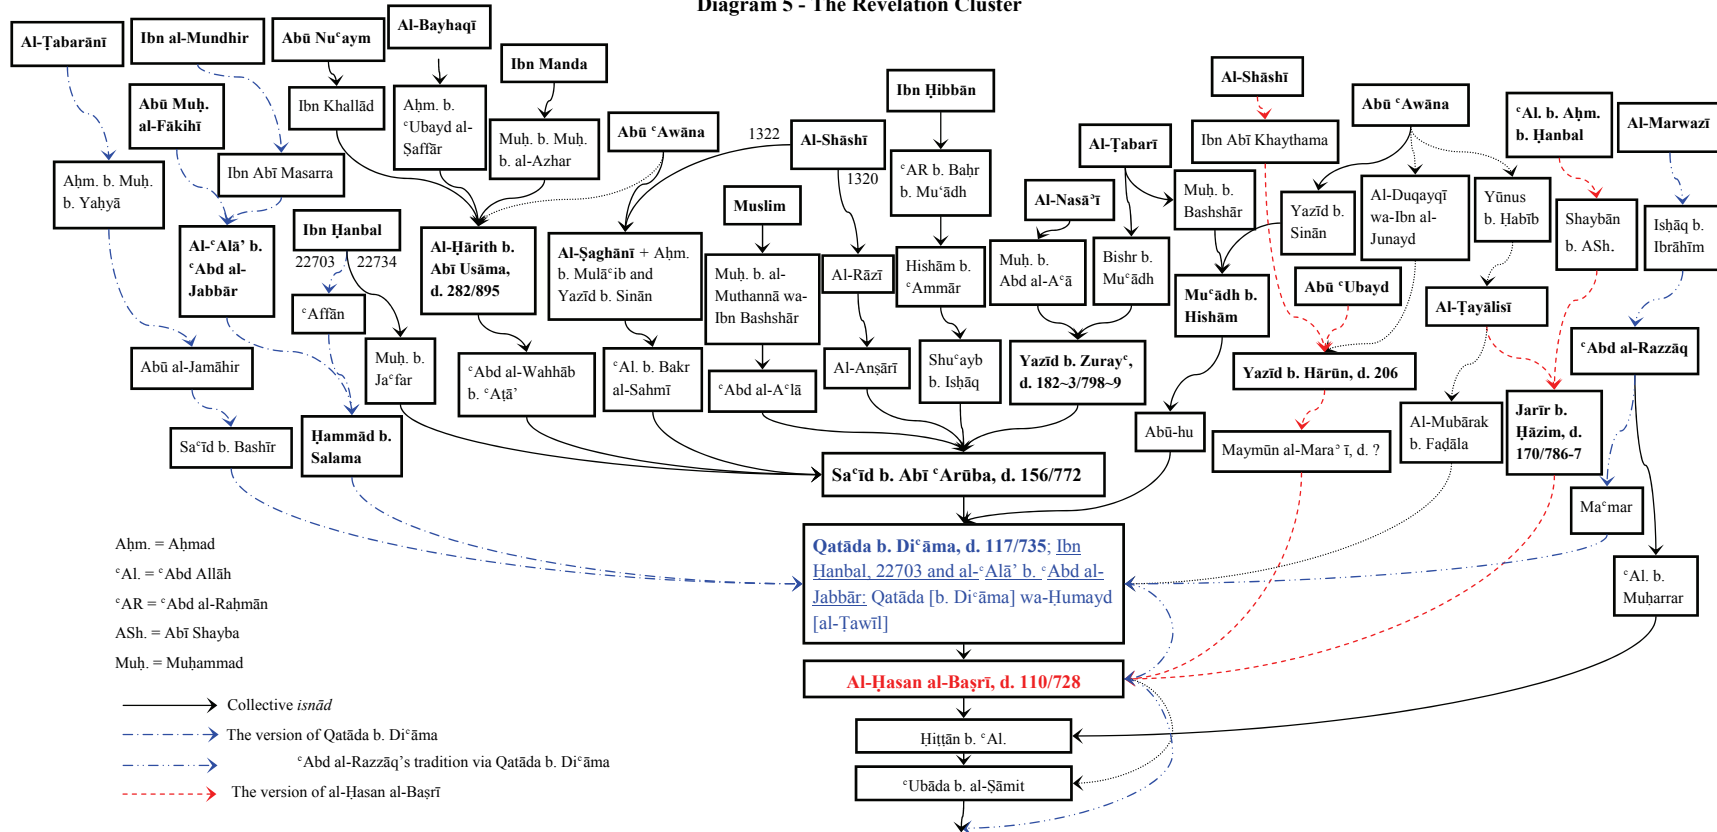 Diagram 5 - The Revelation Cluster
Al-Ṭabarānī
Ibn al-Mundhir
Abū Nuʿaym
Al-Bayhaqī
Ibn Manda
Abū Muḥ.
al-Fākihī
Ibn Khallād
Aḥm. b.
ʿUbayd al-
Ṣaffār
Muḥ. b. Muḥ.
b. al-Azhar
Abū ʿAwāna
1322
Al-Shāshī
1320
Ibn Ḥibbān
Al-Shāshī
Abū ʿAwāna
ʿAl. b. Aḥm.
b. Ḥanbal
Al-Marwazī
Aḥm. b. Muḥ.
b. Yaḥyā
Ibn Abī Masarra
Ibn Ḥanbal
22703
22734
Muslim
ʿAR b. Baḥr
b. Muʿādh
Al-Nasāʾī
Al-Ṭabarī
Muḥ. b.
Bashshār
Ibn Abī Khaythama
Yazīd b.
Sinān
Al-Duqayqī
wa-Ibn al-
Junayd
Yūnus
b. Ḥabīb
Shaybān
b. ASh.
Isḥāq b.
Ibrāhīm
Al-ʿAlā’ b.
ʿAbd al-
Jabbār
ʿAffān
Al-Ḥārith b.
Abī Usāma,
d. 282/895
Al-Ṣaghānī + Aḥm.
b. Mulāʿib and
Yazīd b. Sinān
Muḥ. b. al-
Muthannā wa-
Ibn Bashshār
Al-Rāzī
Hishām b.
ʿAmmār
Muḥ. b.
Abd al-Aʿā
Bishr b.
Muʿādh
Muʿādh b.
Hishām
Abū ʿUbayd
Al-Ṭayālisī
ʿAbd al-Razzāq
Abū al-Jamāhir
Muḥ. b.
Jaʿfar
ʿAbd al-Wahhāb
b. ʿAṭā’
ʿAl. b. Bakr
al-Sahmī
ʿAbd al-Aʿlā
Al-Anṣārī
Shuʿayb
b. Isḥāq
Yazīd b. Zurayʿ,
d. 182~3/798~9
Yazīd b. Hārūn, d. 206
Saʿīd b. Bashīr
Ḥammād b.
Salama
Abū-hu
Maymūn al-Maraʾ ī, d. ?
Al-Mubārak
b. Faḍāla
Jarīr b.
Ḥāzim, d.
170/786-7
Saʿīd b. Abī ʿArūba, d. 156/772
Maʿmar
Qatāda b. Diʿāma, d. 117/735; Ibn
Hanbal, 22703 and al-ʿAlā’ b. ʿAbd al-
Jabbār: Qatāda [b. Diʿāma] wa-Ḥumayd
[al-Ṭawīl]
ʿAl. b.
Muḥarrar
Al-Ḥasan al-Baṣrī, d. 110/728
Ḥiṭṭān b. ʿAl.
ʿUbāda b. al-Ṣāmit
Aḥm. = Aḥmad
ʿAl. = ʿAbd Allāh
ʿAR = ʿAbd al-Raḥmān
ASh. = Abī Shayba
Muḥ. = Muḥammad
Collective isnād
The version of Qatāda b. Diʿāma
ʿAbd al-Razzāq’s tradition via Qatāda b. Diʿāma
The version of al-Ḥasan al-Baṣrī